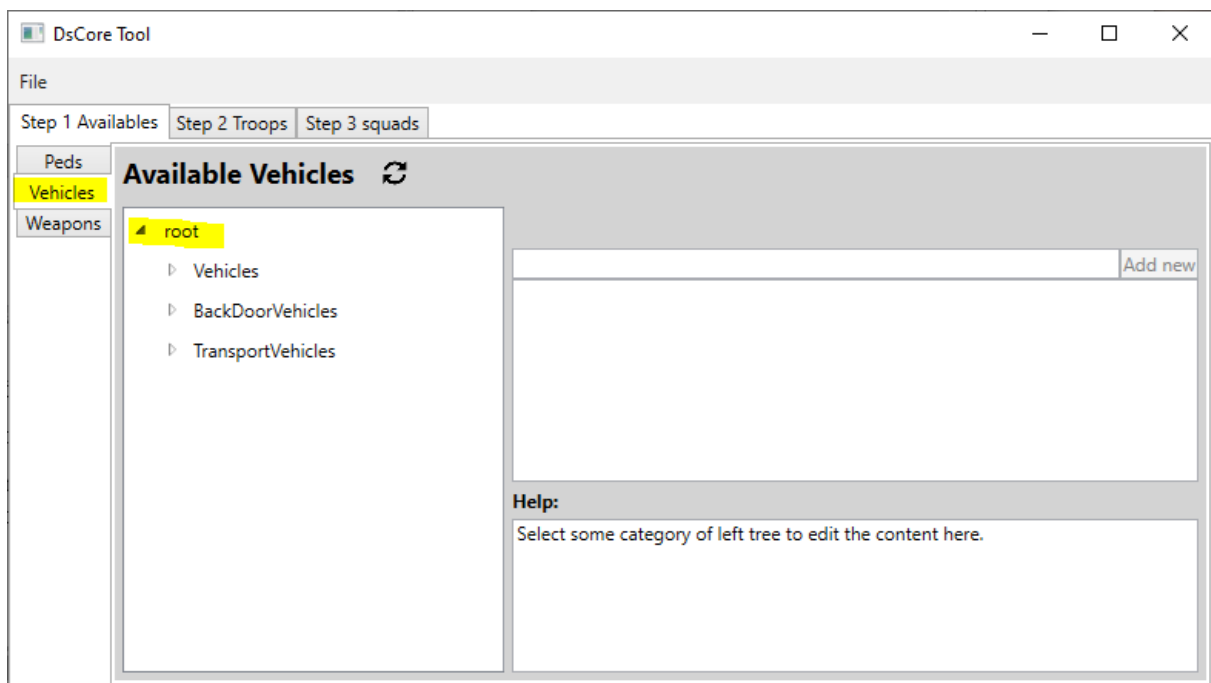 DsCore Tool
File
Step 1 Availables Step 2 Troops Step 3 squads
Peds
Vehicles
Weapons
Available Vehicles
root
Vehicles
BackDoorVehicles
TransportVehicles
Add new
Help:
Select some category of left tree to edit the content here.